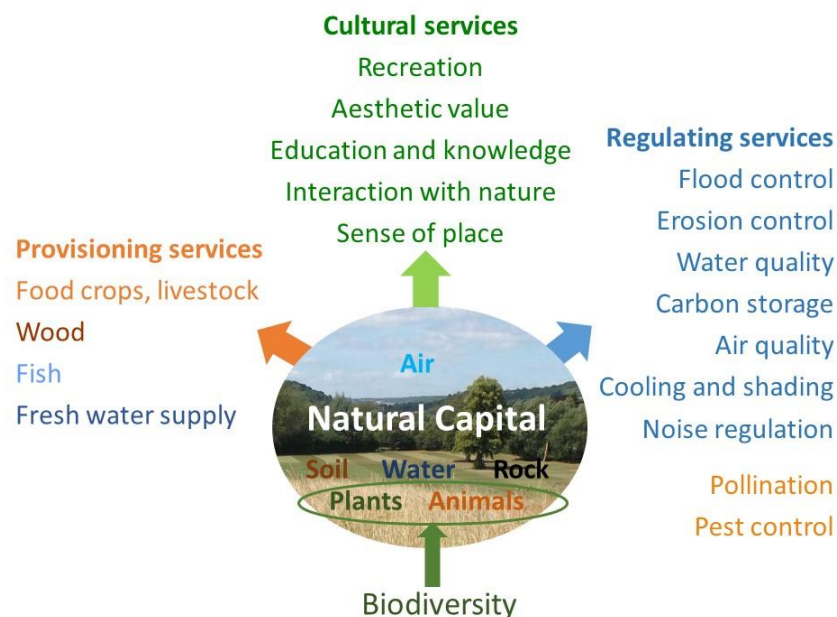 Cultural services
Recreation
Aesthetic value
Education and knowledge
Interaction with nature
Sense of place
Provisioning services
Food crops, livestock
Wood
Fish
Fresh water supply
Regulating services
Flood control
Erosion control
Water quality
Carbon storage
Air quality
Cooling and shading
Noise regulation
Pollination
Pest control
Air
Natural Capital
Soil Water Rock
Plants Animals
Biodiversity